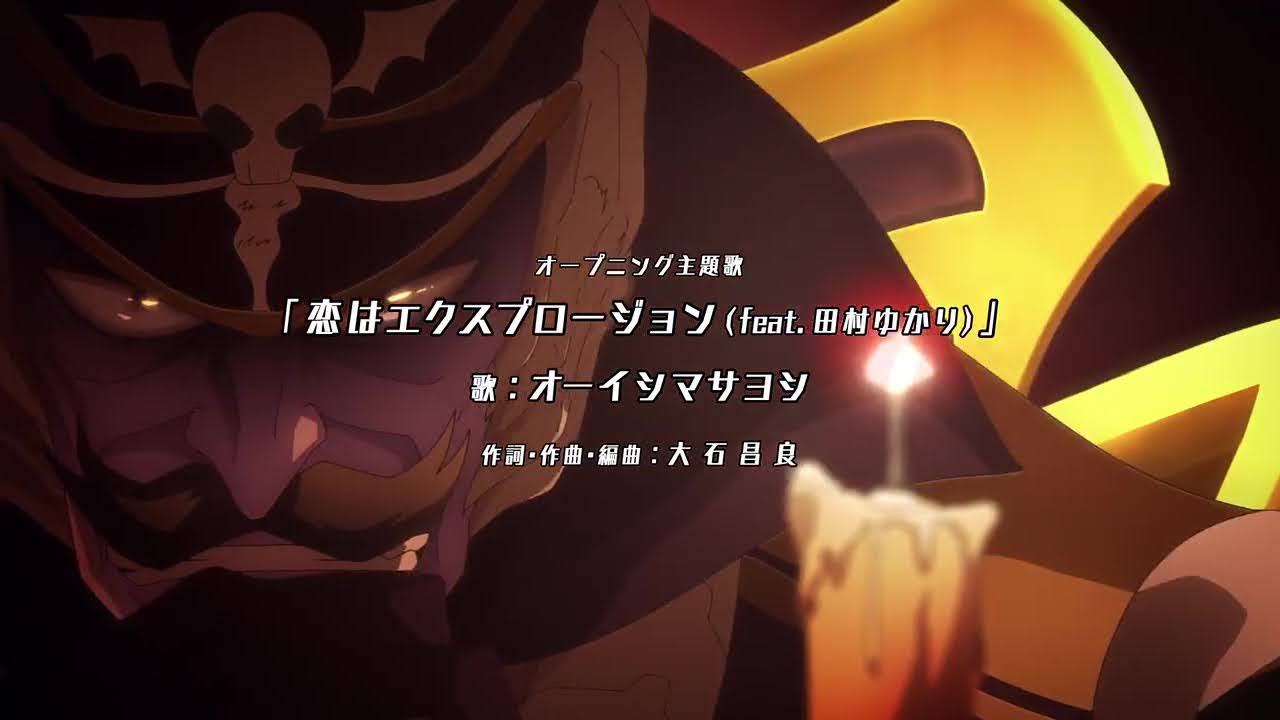 オープニング主題歌
「恋はエクスプロージョン(feat.田村ゆかり)」
歌:オーイシマサヨシ
作詞・作曲・編曲:大石昌良